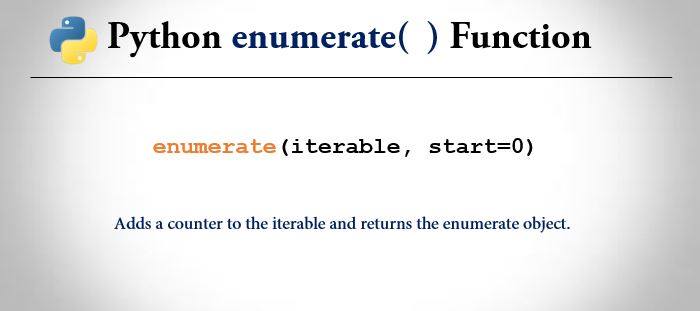 Python enumerate( ) Function
enumerate(iterable, start=0)
Adds a counter to the iterable and returns the enumerate object.